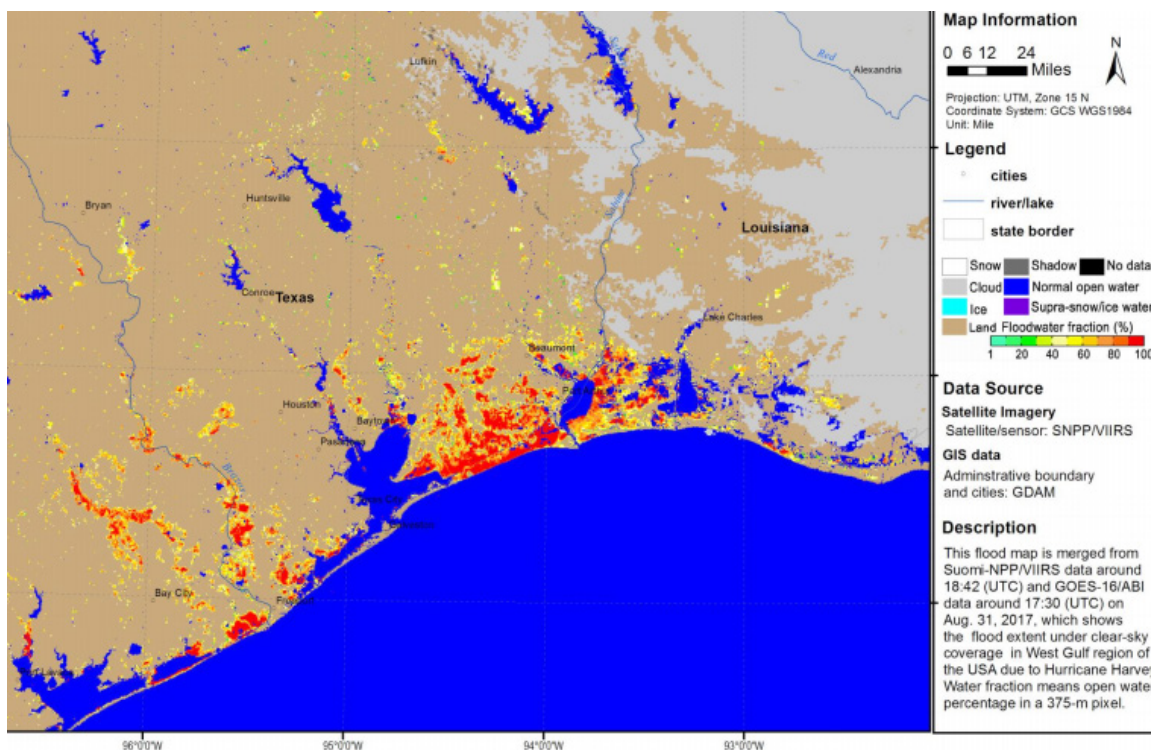 Map Information
0 6 12 24
Miles
N
Projection: UTM, Zone 15 N
Coordinate System: GCS WGS1984
Unit: Mile
Legend
cities
river/lake
state border
Snow Shadow No data
Cloud Normal open water
Ice Supra-snow/ice water
Land Floodwater fraction (%)
1 20 40 60 80 100
Data Source
Satellite Imagery
Satellite/sensor: SNPP/VIIRS
GIS data
Adminstrative boundary
and cities: GDAM
Description
This flood map is merged from
Suomi-NPP/VIIRS data around
18:42 (UTC) and GOES-16/ABI
data around 17:30 (UTC) on
Aug. 31, 2017, which shows
the flood extent under clear-sky
coverage in West Gulf region of
the USA due to Hurricane Harvey
Water fraction means open water
percentage in a 375-m pixel.
Lufkin
Red
Alexandria
Bryan
Huntsville
Louisiana
Conroe
Texas
Lake Charles
Beaumont
Houston
Pasadena
Bay City
96°0'0"W
95°0'0"W
94°0'0"W
93°0'0"W